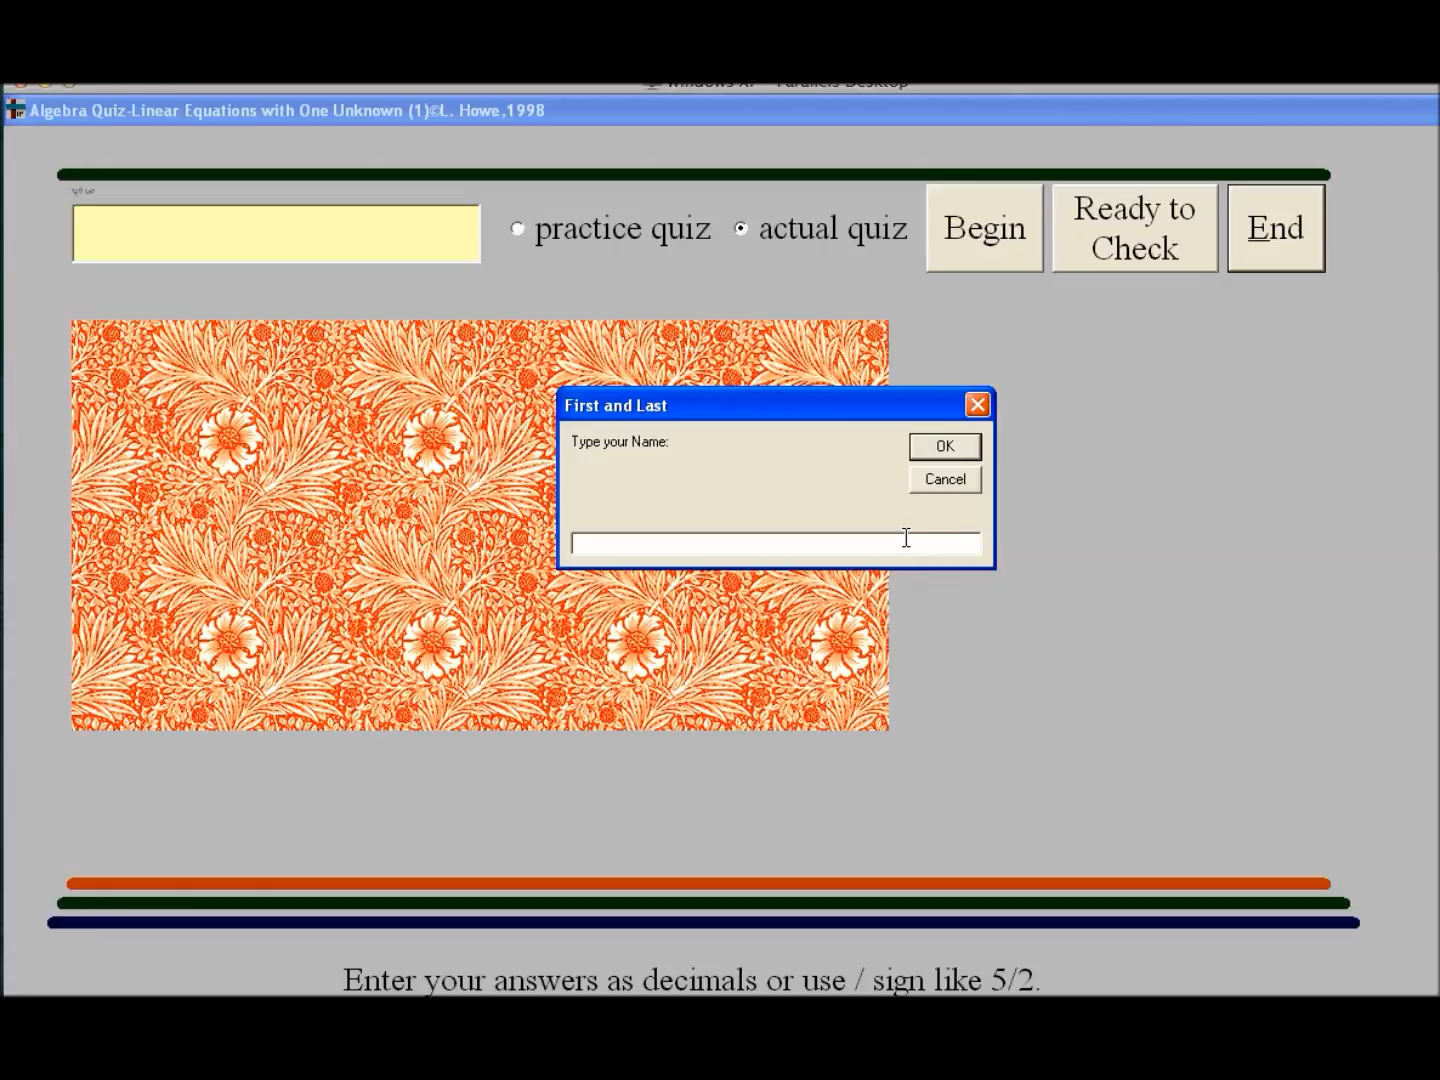 Algebra Quiz-Linear Equations with One Unknown (1)©L. Howe,1998
practice quiz
actual quiz
Begin
Ready to
Check
End
First and Last
Type your Name:
OK
Cancel
Enter your answers as decimals or use / sign like 5/2.